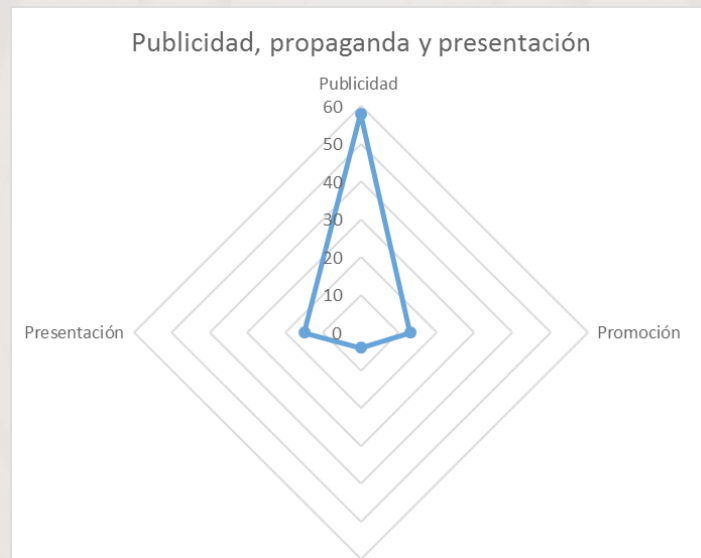 Publicidad, propaganda y presentación
Publicidad
60
50
40
30
20
10
0
Presentación
Promoción